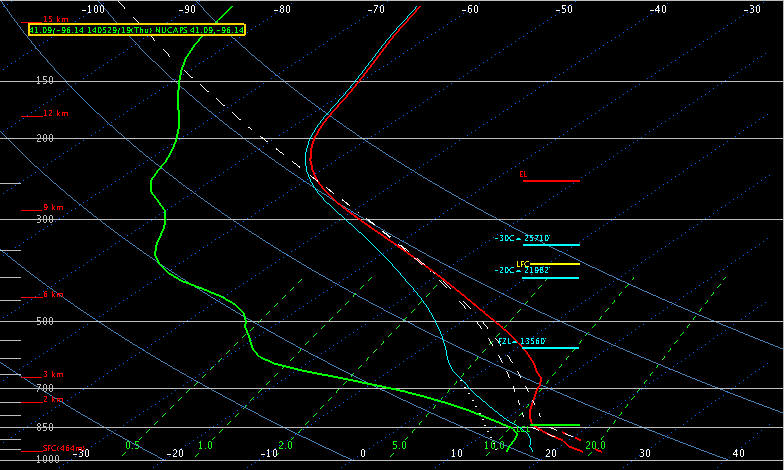 -100 -90 -80 -70 -60 -50 -40 -30
15 km
41.09/-96.14 140529/19(Thu) NUCAPS 41.09,-96.14
150
12 km
200
EL
9 km
300
-30C = 25710'
LFC
-20C = 21982'
6 km
500
FZL= 13560'
3 km
700
2 km
850
0.5 1.0 2.0 5.0 10.0 20.0
SFC(464m)
1000 -30 -20 -10 0 10 20 30 40